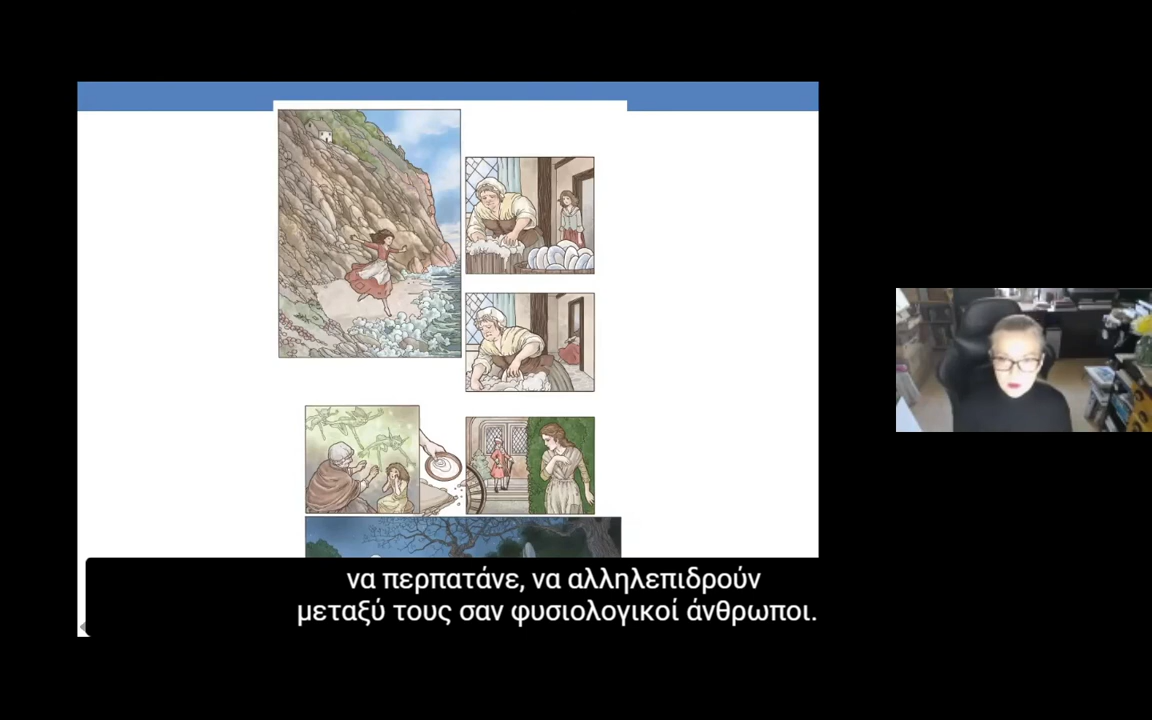 να περπατάνε, να αλληλεπιδρούν
μεταξύ τους σαν φυσιολογικοί άνθρωποι.